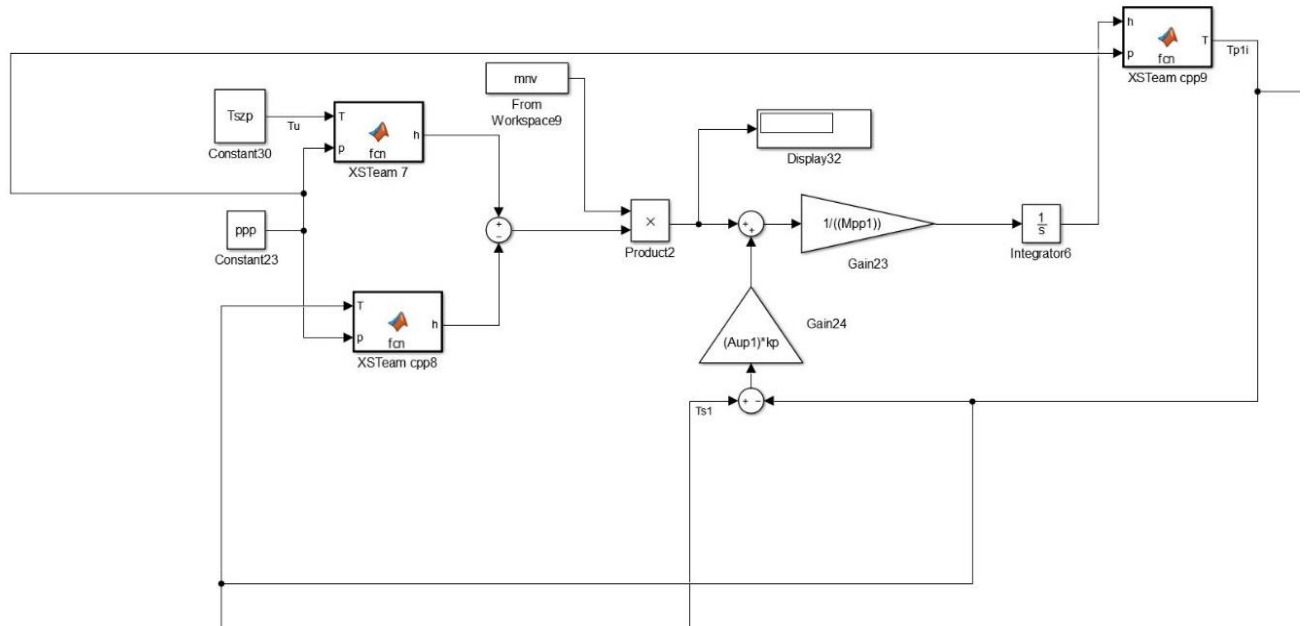 h
p
fcn
T
XSTeam cpp9
Tp1i
mnv
From
Workspace9
Tszp
Constant30
Tu
T
p
fcn
h
XSTeam 7
Display32
ppp
Constant23
+
−
×
Product2
+
+
1/((Mpp1))
Gain23
1
s
Integrator6
T
p
fcn
h
XSTeam cpp8
(Aup1)*kp
Gain24
Ts1
+
−